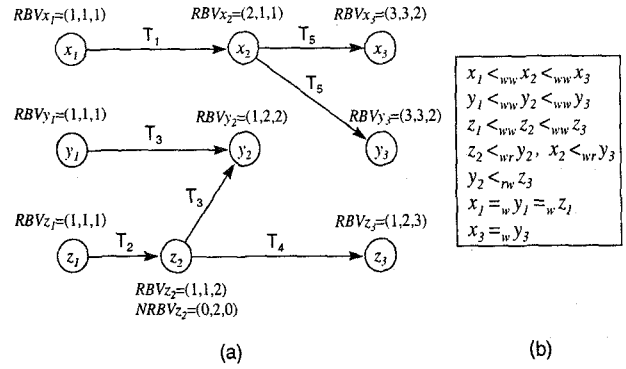 RBVx₁=(1,1,1) RBVx₂=(2,1,1) RBVx₃=(3,3,2)
x₁ T₁ x₂ T₅ x₃
T₅
RBVy₁=(1,1,1) RBVy₂=(1,2,2) RBVy₃=(3,3,2)
y₁ T₃ y₂ y₃
T₃
RBVz₁=(1,1,1) RBVz₃=(1,2,3)
z₁ T₂ z₂ T₄ z₃
RBVz₂=(1,1,2)
NRBVz₂=(0,2,0)
(a)
x₁ <ww x₂ <ww x₃
y₁ <ww y₂ <ww y₃
z₁ <ww z₂ <ww z₃
z₂ <wr y₂, x₂ <wr y₃
y₂ <rw z₃
x₁ =w y₁ =w z₁
x₃ =w y₃
(b)